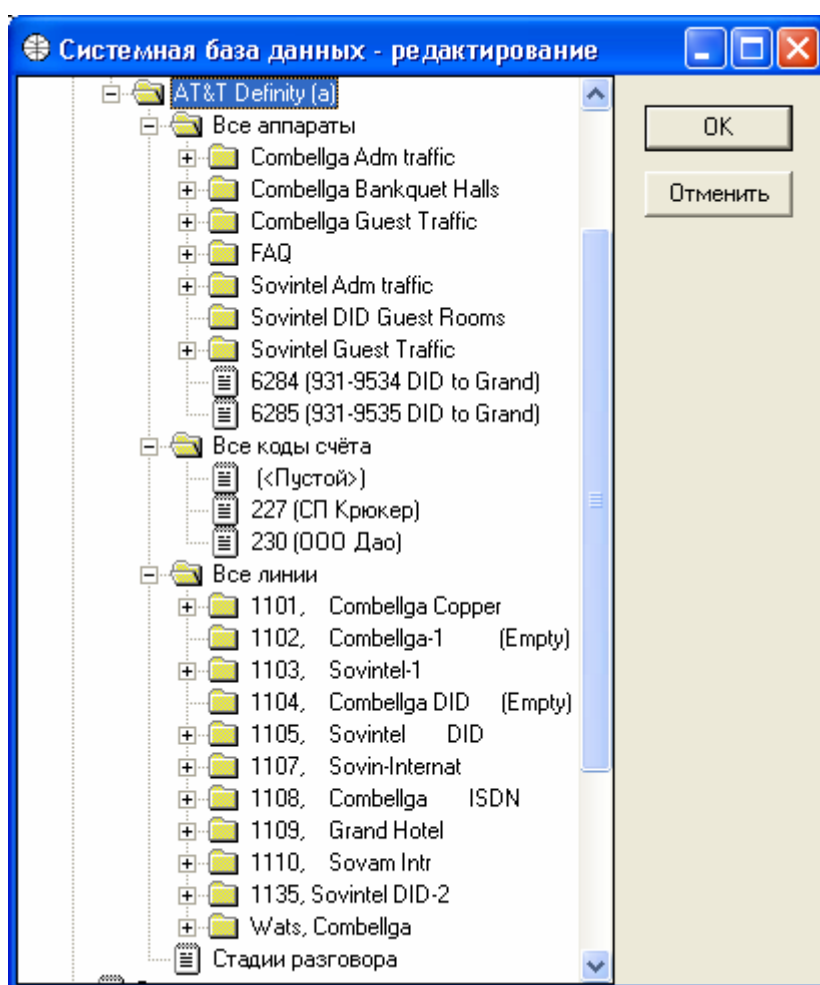 Системная база данных - редактирование
AT&T Definity (a)
OK
Все аппараты
Combellga Adm traffic
Combellga Bankquet Halls
Отменить
Combellga Guest Traffic
FAQ
Sovintel Adm traffic
Sovintel DID Guest Rooms
Sovintel Guest Traffic
6284 (931-9534 DID to Grand)
6285 (931-9535 DID to Grand)
Все коды счёта
(<Пустой>)
227 (СП Крюкер)
230 (ООО Дао)
Все линии
1101, Combellga Copper
1102, Combellga-1 (Empty)
1103, Sovintel-1
1104, Combellga DID (Empty)
1105, Sovintel DID
1107, Sovin-Internat
1108, Combellga ISDN
1109, Grand Hotel
1110, Sovam Intr
1135, Sovintel DID-2
Wats, Combellga
Стадии разговора